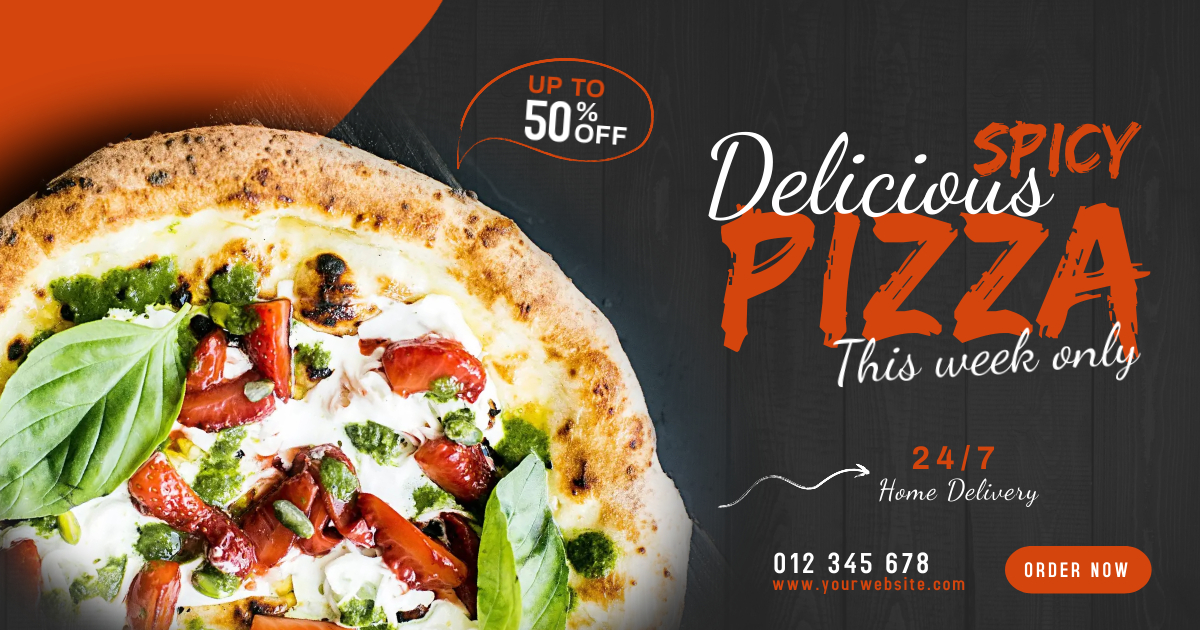 UP TO
50%
OFF
SPICY
Delicious
PIZZA
This week only
24/7
Home Delivery
012 345 678
www.yourwebsite.com
ORDER NOW